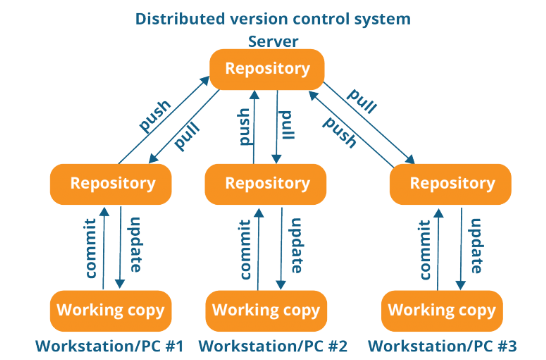 Distributed version control system
Server
Repository
push
pull
push
pull
push
pull
Repository
Repository
Repository
commit
update
commit
update
commit
update
Working copy
Working copy
Working copy
Workstation/PC #1
Workstation/PC #2
Workstation/PC #3